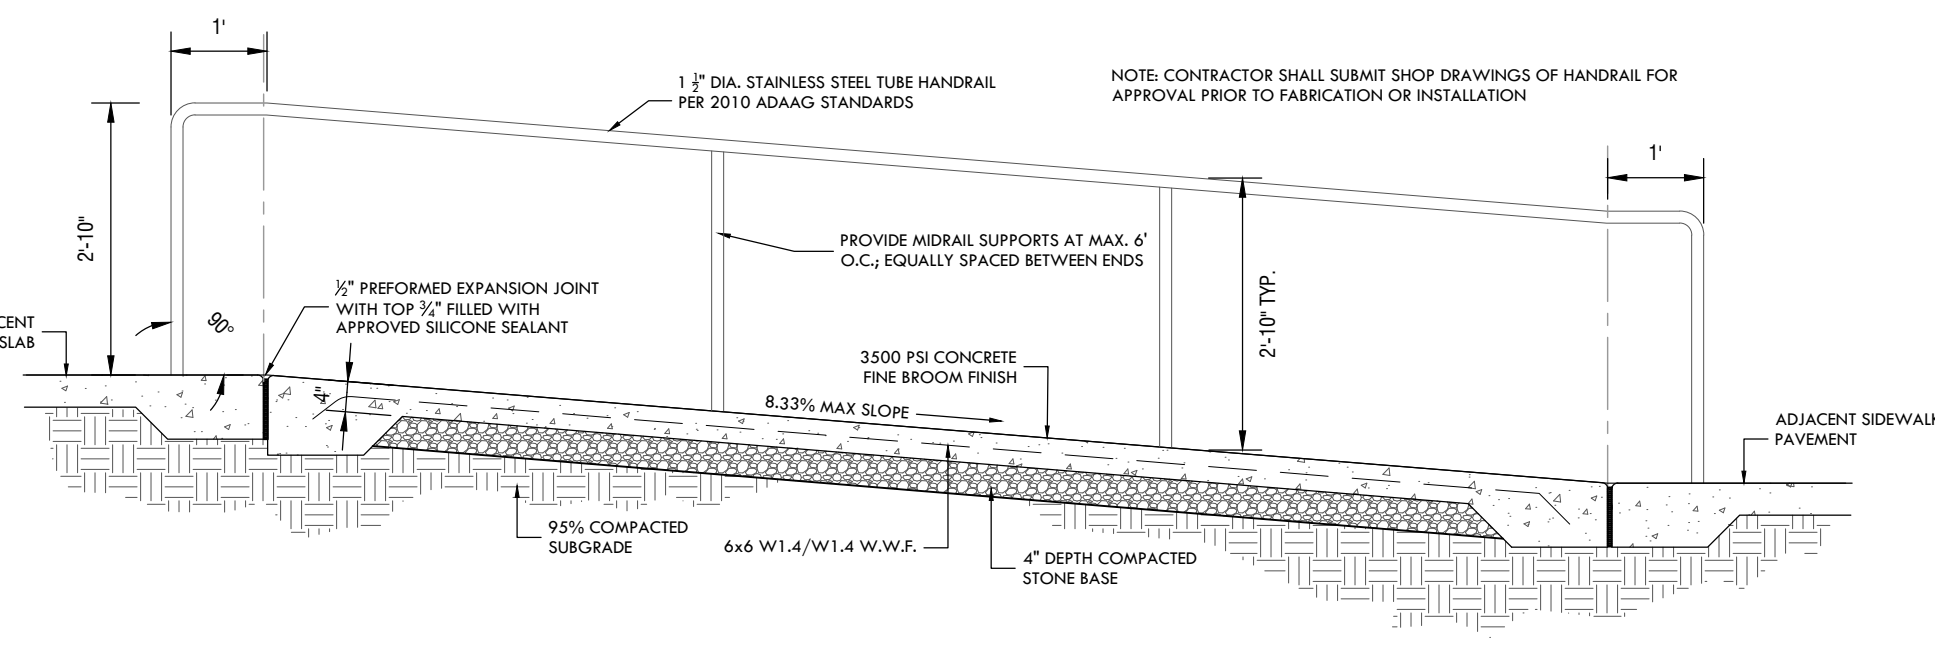 1'
1 ½" DIA. STAINLESS STEEL TUBE HANDRAIL
PER 2010 ADAAG STANDARDS
NOTE: CONTRACTOR SHALL SUBMIT SHOP DRAWINGS OF HANDRAIL FOR
APPROVAL PRIOR TO FABRICATION OR INSTALLATION
1'
2'-10"
PROVIDE MIDRAIL SUPPORTS AT MAX. 6'
O.C.; EQUALLY SPACED BETWEEN ENDS
½" PREFORMED EXPANSION JOINT
WITH TOP ¾" FILLED WITH
APPROVED SILICONE SEALANT
90°
2'-10" TYP.
CENT
SLAB
3500 PSI CONCRETE
FINE BROOM FINISH
4"
8.33% MAX SLOPE
ADJACENT SIDEWALK
PAVEMENT
95% COMPACTED
SUBGRADE
6x6 W1.4/W1.4 W.W.F.
4" DEPTH COMPACTED
STONE BASE